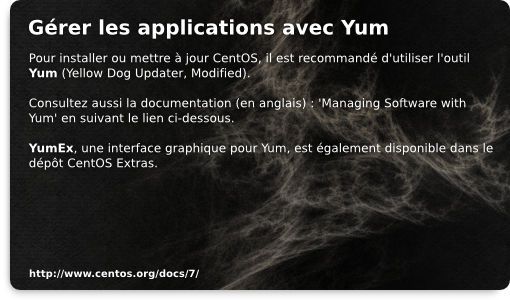 Gérer les applications avec Yum
Pour installer ou mettre à jour CentOS, il est recommandé d'utiliser l'outil
Yum (Yellow Dog Updater, Modified).
Consultez aussi la documentation (en anglais) : 'Managing Software with
Yum' en suivant le lien ci-dessous.
YumEx, une interface graphique pour Yum, est également disponible dans le
dépôt CentOS Extras.
http://www.centos.org/docs/7/